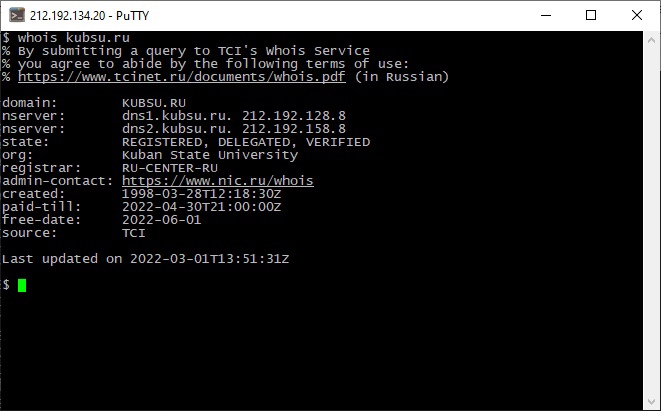 212.192.134.20 - PuTTY
$ whois kubsu.ru
% By submitting a query to TCI's Whois Service
% you agree to abide by the following terms of use:
% https://www.tcinet.ru/documents/whois.pdf (in Russian)
domain:        KUBSU.RU
nserver:       dns1.kubsu.ru. 212.192.128.8
nserver:       dns2.kubsu.ru. 212.192.158.8
state:         REGISTERED, DELEGATED, VERIFIED
org:           Kuban State University
registrar:     RU-CENTER-RU
admin-contact: https://www.nic.ru/whois
created:       1998-03-28T12:18:30Z
paid-till:     2022-04-30T21:00:00Z
free-date:     2022-06-01
source:        TCI
Last updated on 2022-03-01T13:51:31Z
$